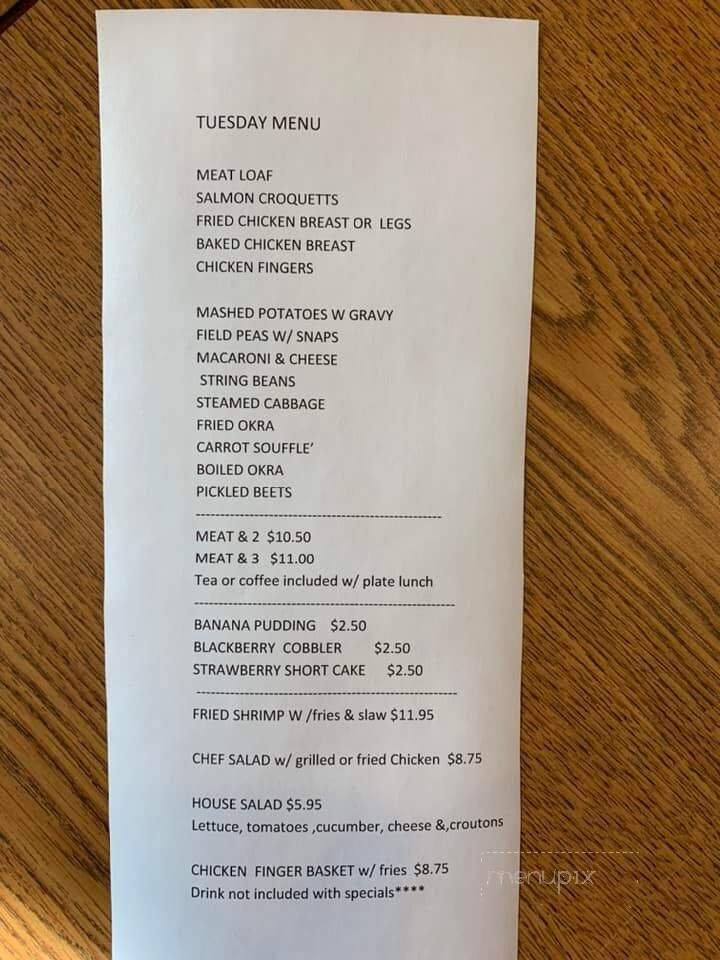 TUESDAY MENU
MEAT LOAF
SALMON CROQUETTS
FRIED CHICKEN BREAST OR LEGS
BAKED CHICKEN BREAST
CHICKEN FINGERS
MASHED POTATOES W GRAVY
FIELD PEAS W/ SNAPS
MACARONI & CHEESE
STRING BEANS
STEAMED CABBAGE
FRIED OKRA
CARROT SOUFFLE’
BOILED OKRA
PICKLED BEETS
--------------------------------------------------
MEAT & 2 $10.50
MEAT & 3 $11.00
Tea or coffee included w/ plate lunch
-----------------------------------------------------
BANANA PUDDING $2.50
BLACKBERRY COBBLER $2.50
STRAWBERRY SHORT CAKE $2.50
-----------------------------------------------------
FRIED SHRIMP W /fries & slaw $11.95
CHEF SALAD w/ grilled or fried Chicken $8.75
HOUSE SALAD $5.95
Lettuce, tomatoes ,cucumber, cheese &,croutons
CHICKEN FINGER BASKET w/ fries $8.75
Drink not included with specials****
menupix